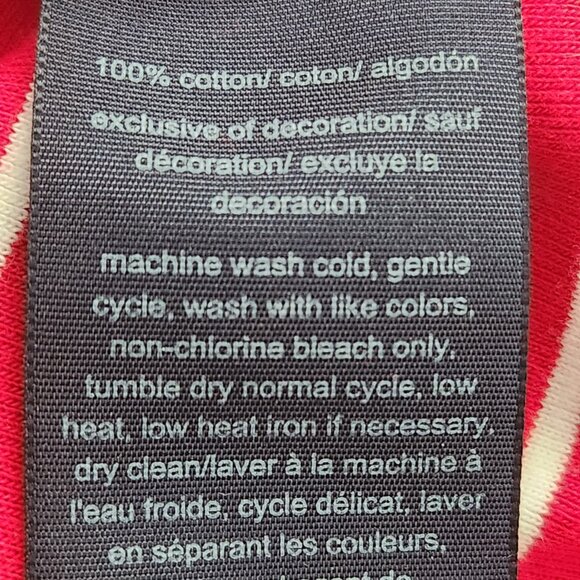 100% cotton/ coton/ algodón
exclusive of decoration/ sauf
décoration/ excluye la
decoración
machine wash cold, gentle
cycle, wash with like colors,
non-chlorine bleach only,
tumble dry normal cycle, low
heat, low heat iron if necessary,
dry clean/laver à la machine à
l'eau froide, cycle délicat, laver
en séparant les couleurs,